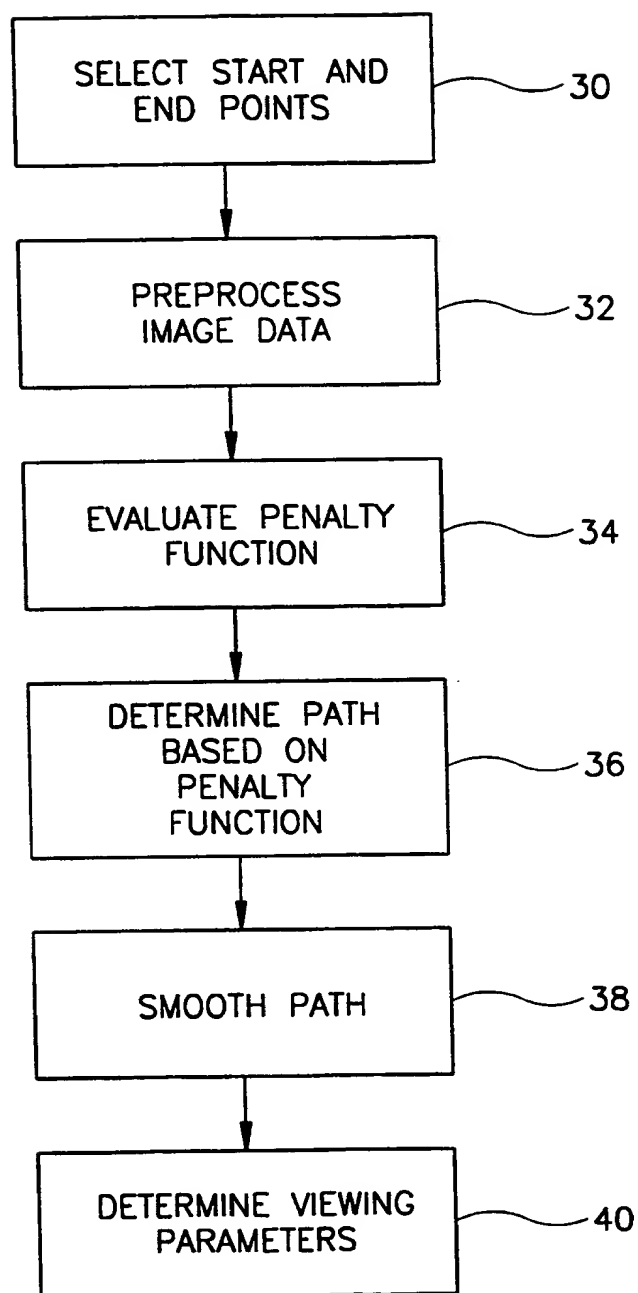 SELECT START AND
END POINTS
30
PREPROCESS
IMAGE DATA
32
EVALUATE PENALTY
FUNCTION
34
DETERMINE PATH
BASED ON
PENALTY
FUNCTION
36
SMOOTH PATH
38
DETERMINE VIEWING
PARAMETERS
40